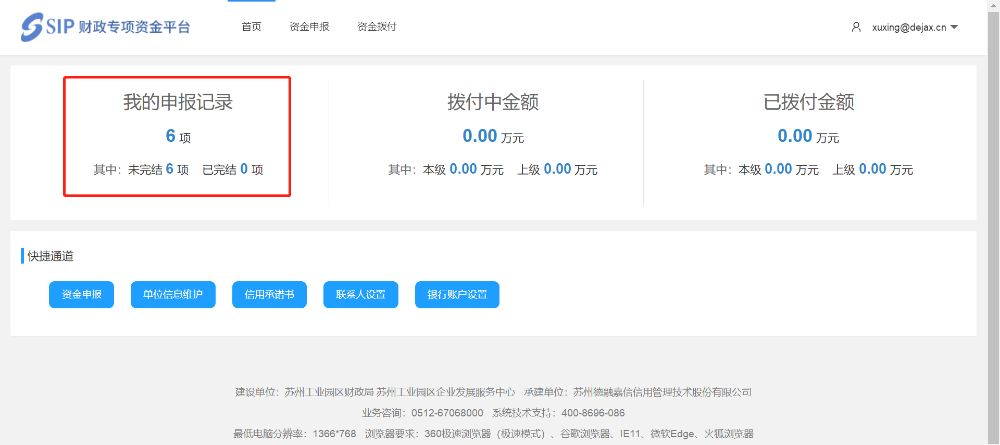 SIP 财政专项资金平台 首页 资金申报 资金拨付 xuxing@dejax.cn
我的申报记录
6 项
其中：未完结 6 项 已完结 0 项
拨付中金额
0.00 万元
其中：本级 0.00 万元 上级 0.00 万元
已拨付金额
0.00 万元
其中：本级 0.00 万元 上级 0.00 万元
快捷通道
资金申报 单位信息维护 信用承诺书 联系人设置 银行账户设置
建设单位：苏州工业园区财政局 苏州工业园区企业发展服务中心 承建单位：苏州德融嘉信信用管理技术股份有限公司
业务咨询：0512-67068000 系统技术支持：400-8696-086
最低电脑分辨率：1366*768 浏览器要求：360极速浏览器（极速模式）、谷歌浏览器、IE11、微软Edge、火狐浏览器